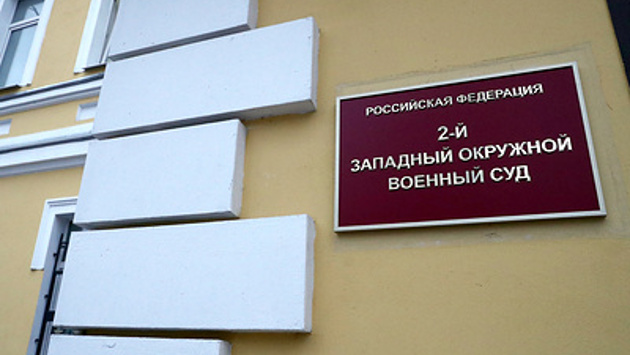 РОССИЙСКАЯ ФЕДЕРАЦИЯ
2-Й
ЗАПАДНЫЙ ОКРУЖНОЙ
ВОЕННЫЙ СУД